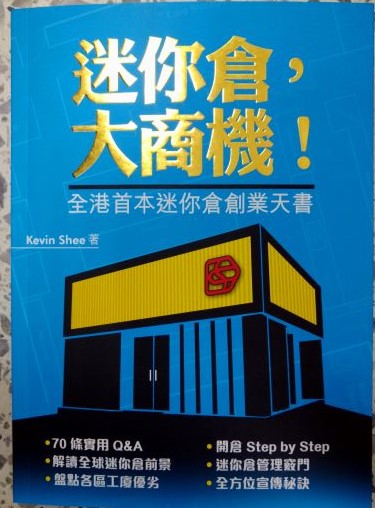 迷你倉，
大商機！
全港首本迷你倉創業天書
Kevin Shee 著
•70 條實用 Q&A
•解讀全球迷你倉前景
•盤點各區工廈優劣
•開倉 Step by Step
•迷你倉管理竅門
•全方位宣傳秘訣